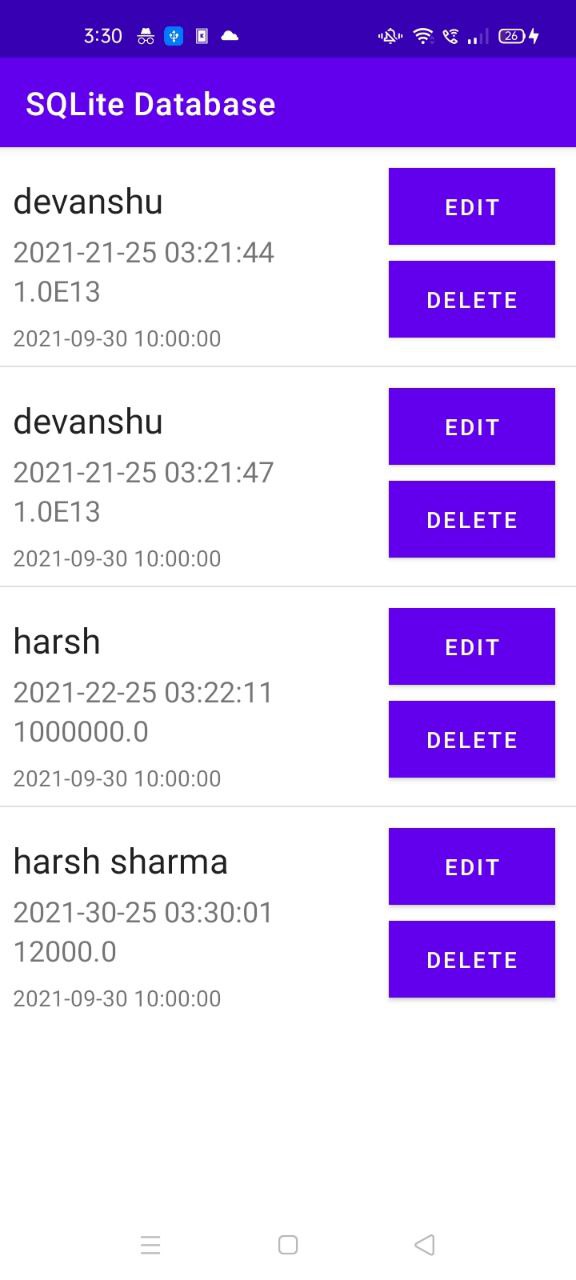 3:30
26
SQLite Database
devanshu
2021-21-25 03:21:44
1.0E13
2021-09-30 10:00:00
EDIT
DELETE
devanshu
2021-21-25 03:21:47
1.0E13
2021-09-30 10:00:00
EDIT
DELETE
harsh
2021-22-25 03:22:11
1000000.0
2021-09-30 10:00:00
EDIT
DELETE
harsh sharma
2021-30-25 03:30:01
12000.0
2021-09-30 10:00:00
EDIT
DELETE